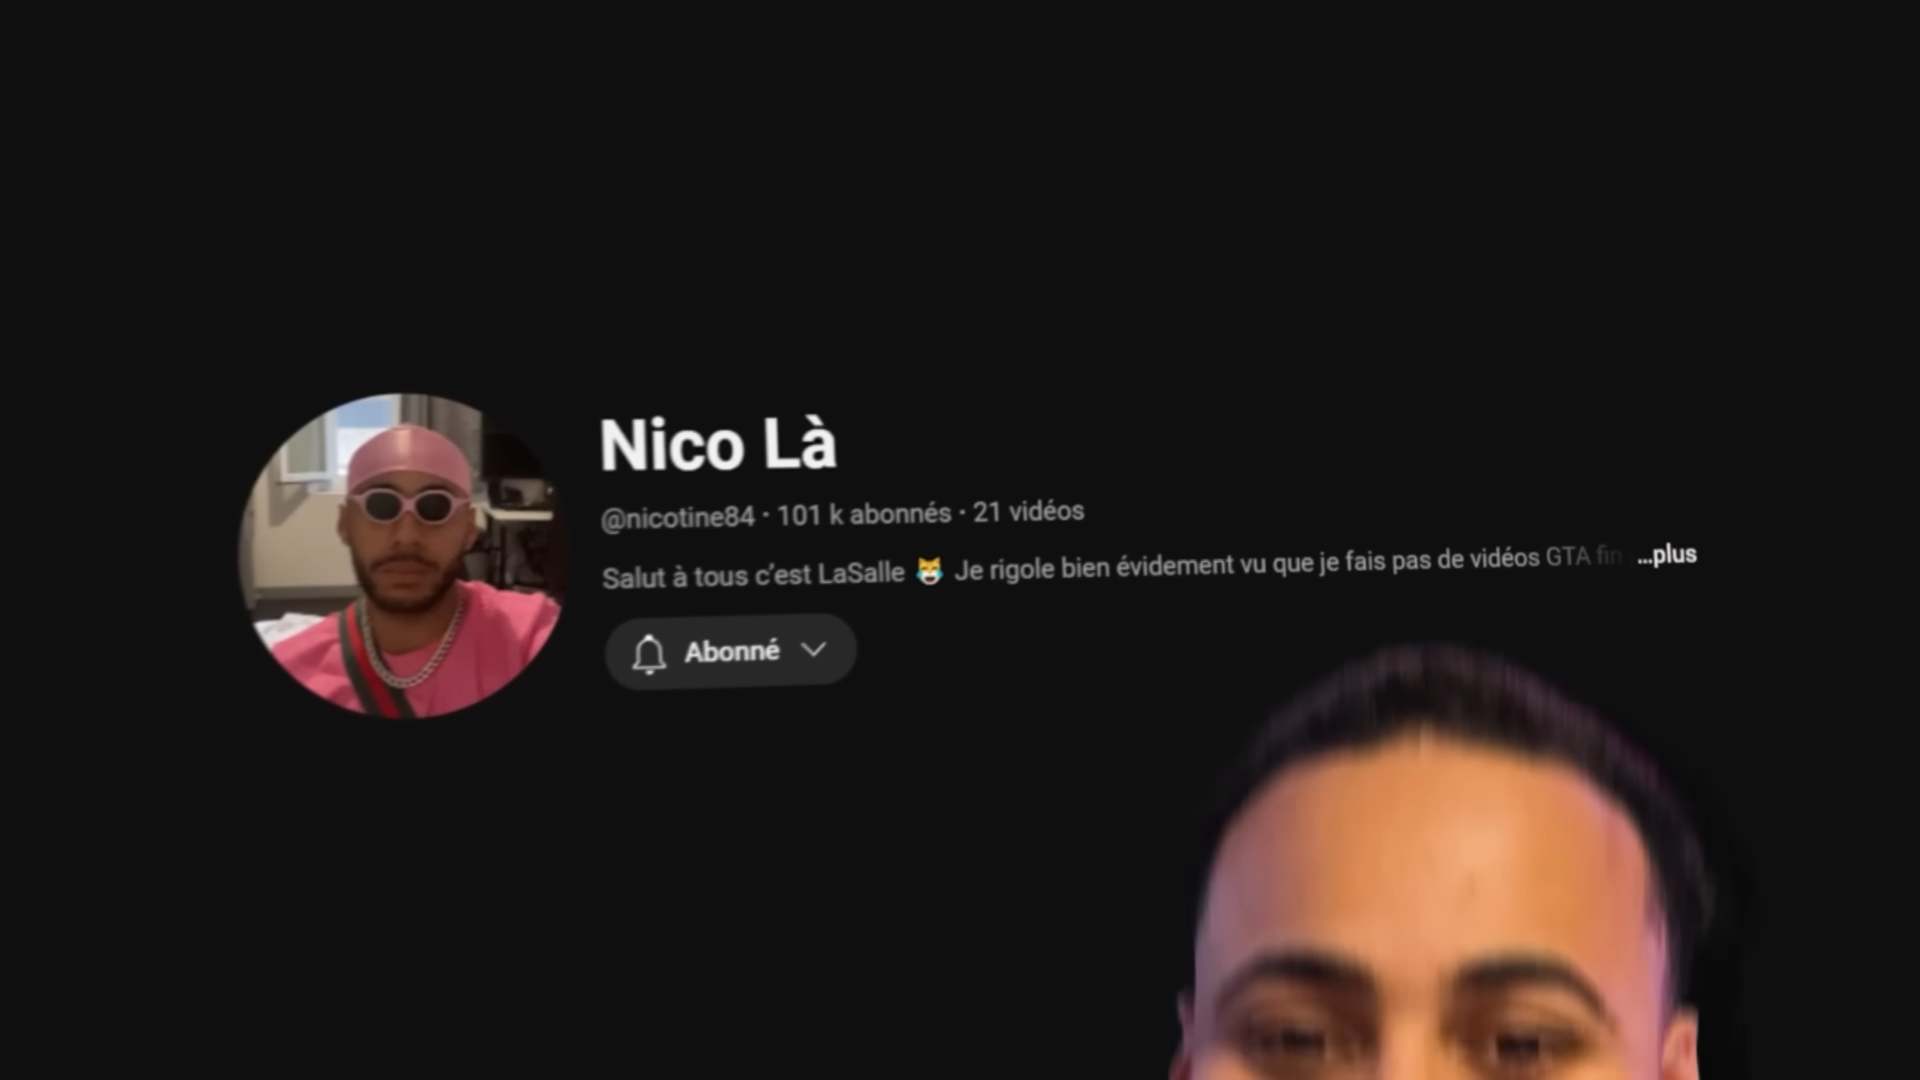 Nico Là
@nicotine84 · 101 k abonnés · 21 vidéos
Salut à tous c’est LaSalle 😹 Je rigole bien évidement vu que je fais pas de vidéos GTA fin ...plus
Abonné